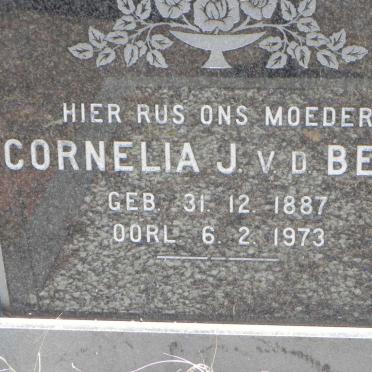 HIER RUS ONS MOEDER
CORNELIA J. V. D. BE
GEB. 31. 12. 1887
OORL 6. 2. 1973